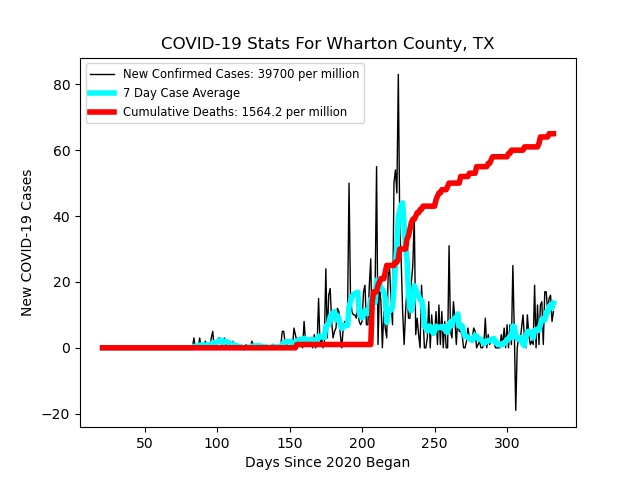 COVID-19 Stats For Wharton County, TX
New Confirmed Cases: 39700 per million
7 Day Case Average
Cumulative Deaths: 1564.2 per million
80
60
40
20
0
−20
New COVID-19 Cases
50 100 150 200 250 300
Days Since 2020 Began